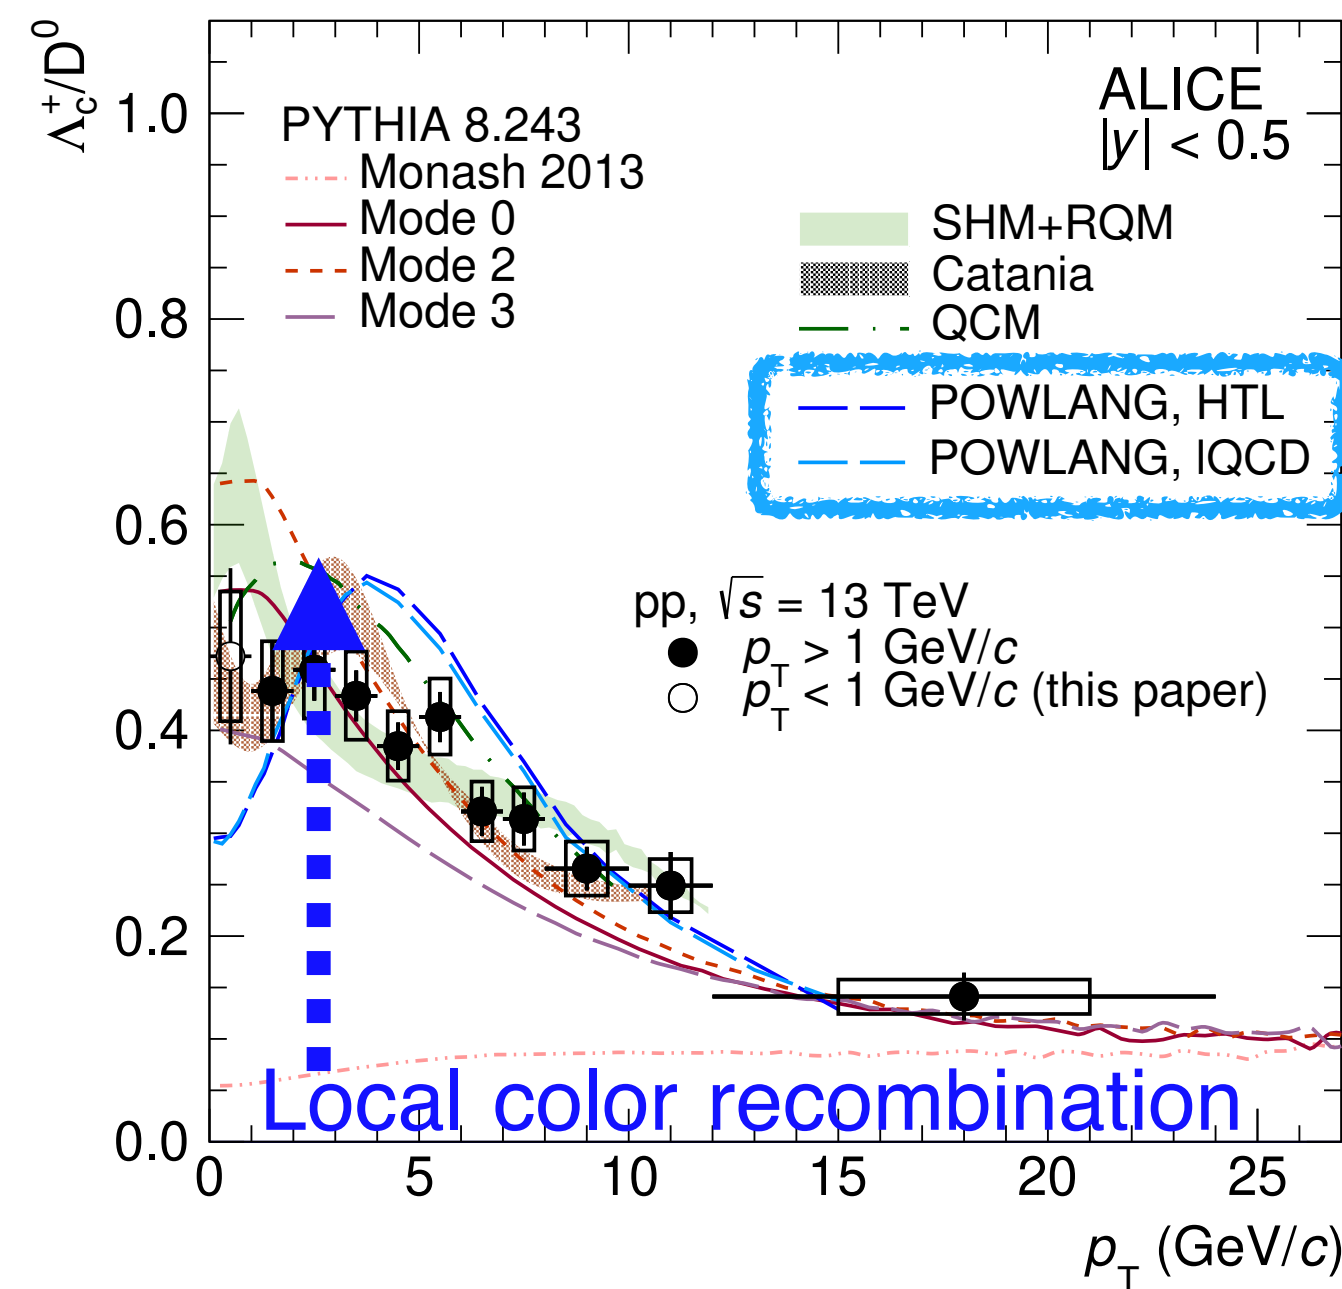 Λc+/D0
1.0
0.8
0.6
0.4
0.2
0.0
PYTHIA 8.243
Monash 2013
Mode 0
Mode 2
Mode 3
ALICE
|y| < 0.5
SHM+RQM
Catania
QCM
POWLANG, HTL
POWLANG, lQCD
pp, √s = 13 TeV
pT > 1 GeV/c
pT < 1 GeV/c (this paper)
Local color recombination
0 5 10 15 20 25
pT (GeV/c)